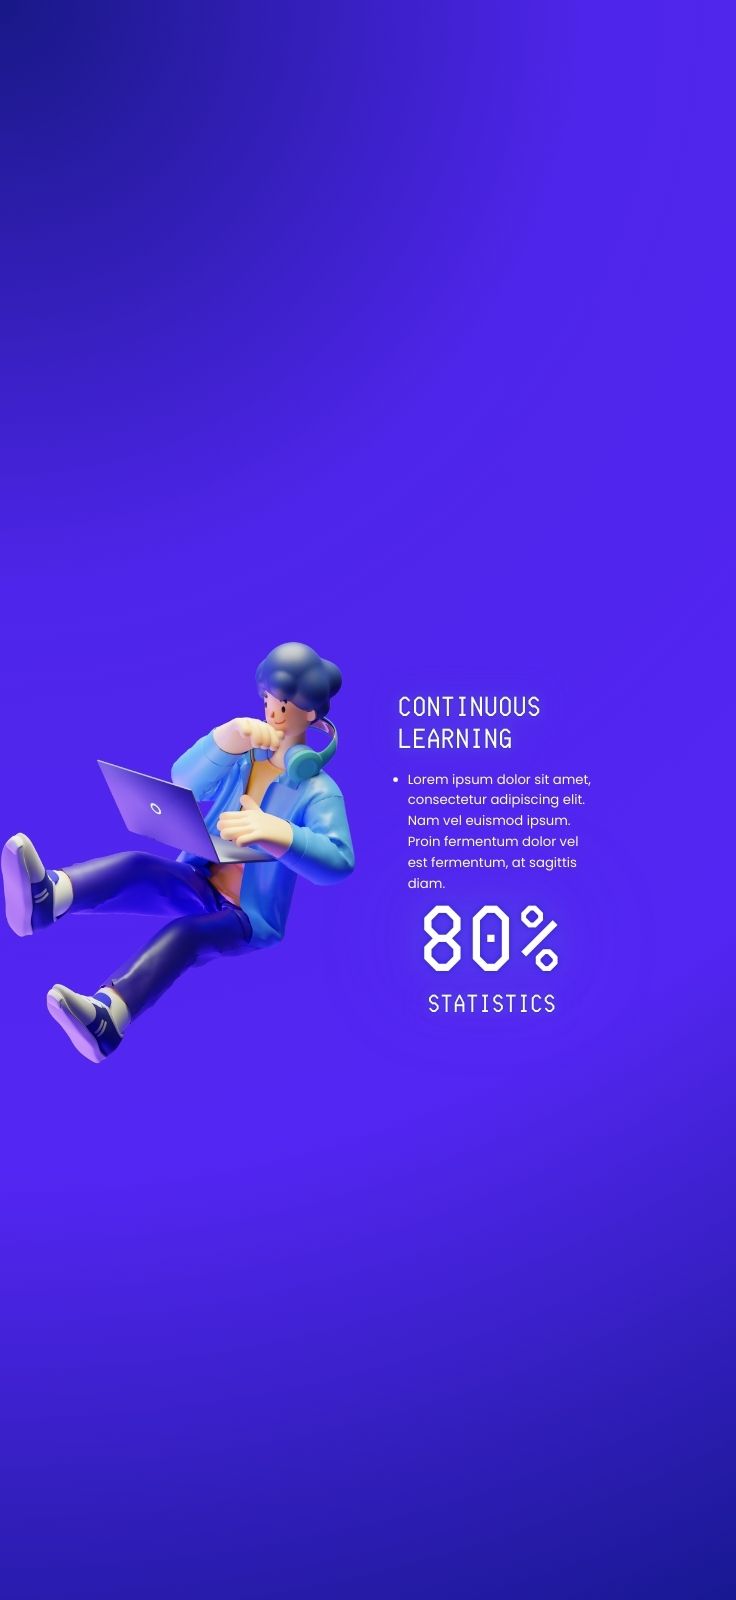 CONTINUOUS
LEARNING
• Lorem ipsum dolor sit amet,
consectetur adipiscing elit.
Nam vel euismod ipsum.
Proin fermentum dolor vel
est fermentum, at sagittis
diam.
80%
STATISTICS